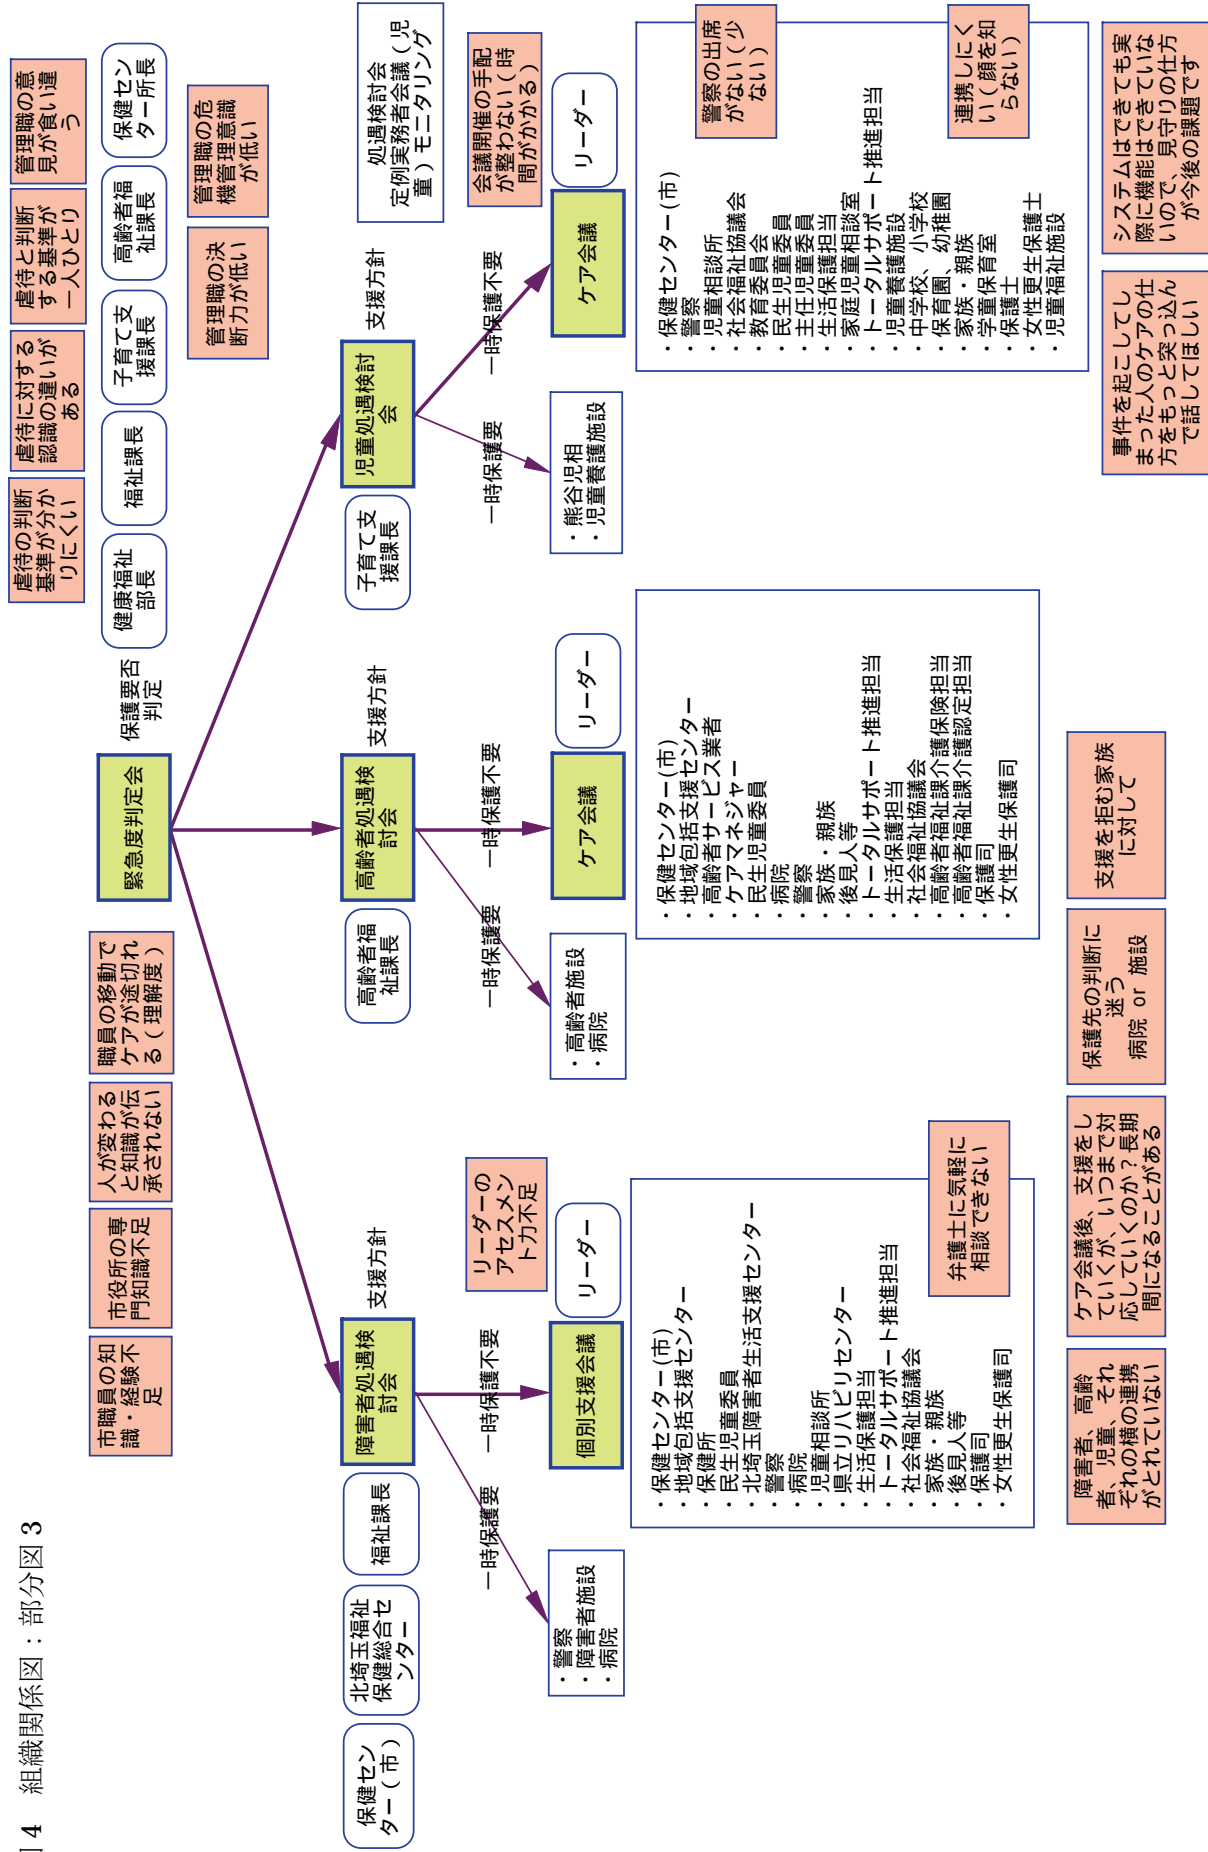 図4 組織関係図：部分図3
市職員の知
識・経験不
足
市役所の専
門知識不足
人が変わる
と知識が伝
承されない
職員の移動で
ケアが途切れ
る（理解度）
緊急度判定会
保護要否
判定
虐待の判断
基準が分か
りにくい
虐待に対する
認識の違いが
ある
虐待と判断
する基準が
一人ひとり
管理職の意
見が食い違
う
健康福祉
部長
福祉課長
子育て支
援課長
高齢者福
祉課長
保健セン
ター所長
管理職の決
断力が低い
管理職の危
機管理意識
が低い
保健セン
ター（市）
北埼玉福祉
保健総合セ
ンター
福祉課長
障害者処遇検
討会
支援方針
高齢者福
祉課長
高齢者処遇検
討会
支援方針
子育て支
援課長
児童処遇検討
会
支援方針
処遇検討会
定例実務者会議（児
童）モニタリング
一時保護要
一時保護不要
リーダーの
アセスメン
ト力不足
一時保護要
一時保護不要
一時保護要
一時保護不要
会議開催の手配
が整わない（時
間がかかる）
・警察
・障害者施設
・病院
個別支援会議
リーダー
・高齢者施設
・病院
ケア会議
リーダー
・熊谷児相
・児童養護施設
ケア会議
リーダー
・保健センター(市)
・地域包括支援センター
・保健所
・民生児童委員
・北埼玉障害者生活支援センター
・警察
・病院
・児童相談所
・県立リハビリセンター
・生活保護担当
・トータルサポート推進担当
・社会福祉協議会
・家族・親族
・後見人等
・保護司
・女性更生保護司
弁護士に気軽に
相談できない
・保健センター(市)
・地域包括支援センター
・高齢者サービス業者
・ケアマネジャー
・民生児童委員
・病院
・警察
・家族・親族
・後見人等
・トータルサポート推進担当
・生活保護担当
・社会福祉協議会
・高齢者福祉課介護保険担当
・高齢者福祉課介護認定担当
・保護司
・女性更生保護司
・保健センター(市)
・警察
・児童相談所
・社会福祉協議会
・教育委員会
・民生児童委員
・主任児童委員
・生活保護担当
・家庭児童相談室
・トータルサポート推進担当
・児童養護施設
・中学校、小学校
・保育園、幼稚園
・家族・親族
・学童保育室
・保護士
・女性更生保護士
・児童福祉施設
警察の出席
がない（少
ない）
連携しにく
い（顔を知
らない）
障害者、高齢
者、児童、それ
ぞれの横の連携
がとれていない
ケア会議後、支援をし
ていくが、いつまで対
応していくのか？長期
間になることがある
保護先の判断に
迷う
病院 or 施設
支援を拒む家族
に対して
事件を起こしてし
まった人のケアの仕
方をもっと突っ込ん
で話してほしい
システムはできても実
際に機能はできていな
いので、見守りの仕方
が今後の課題です